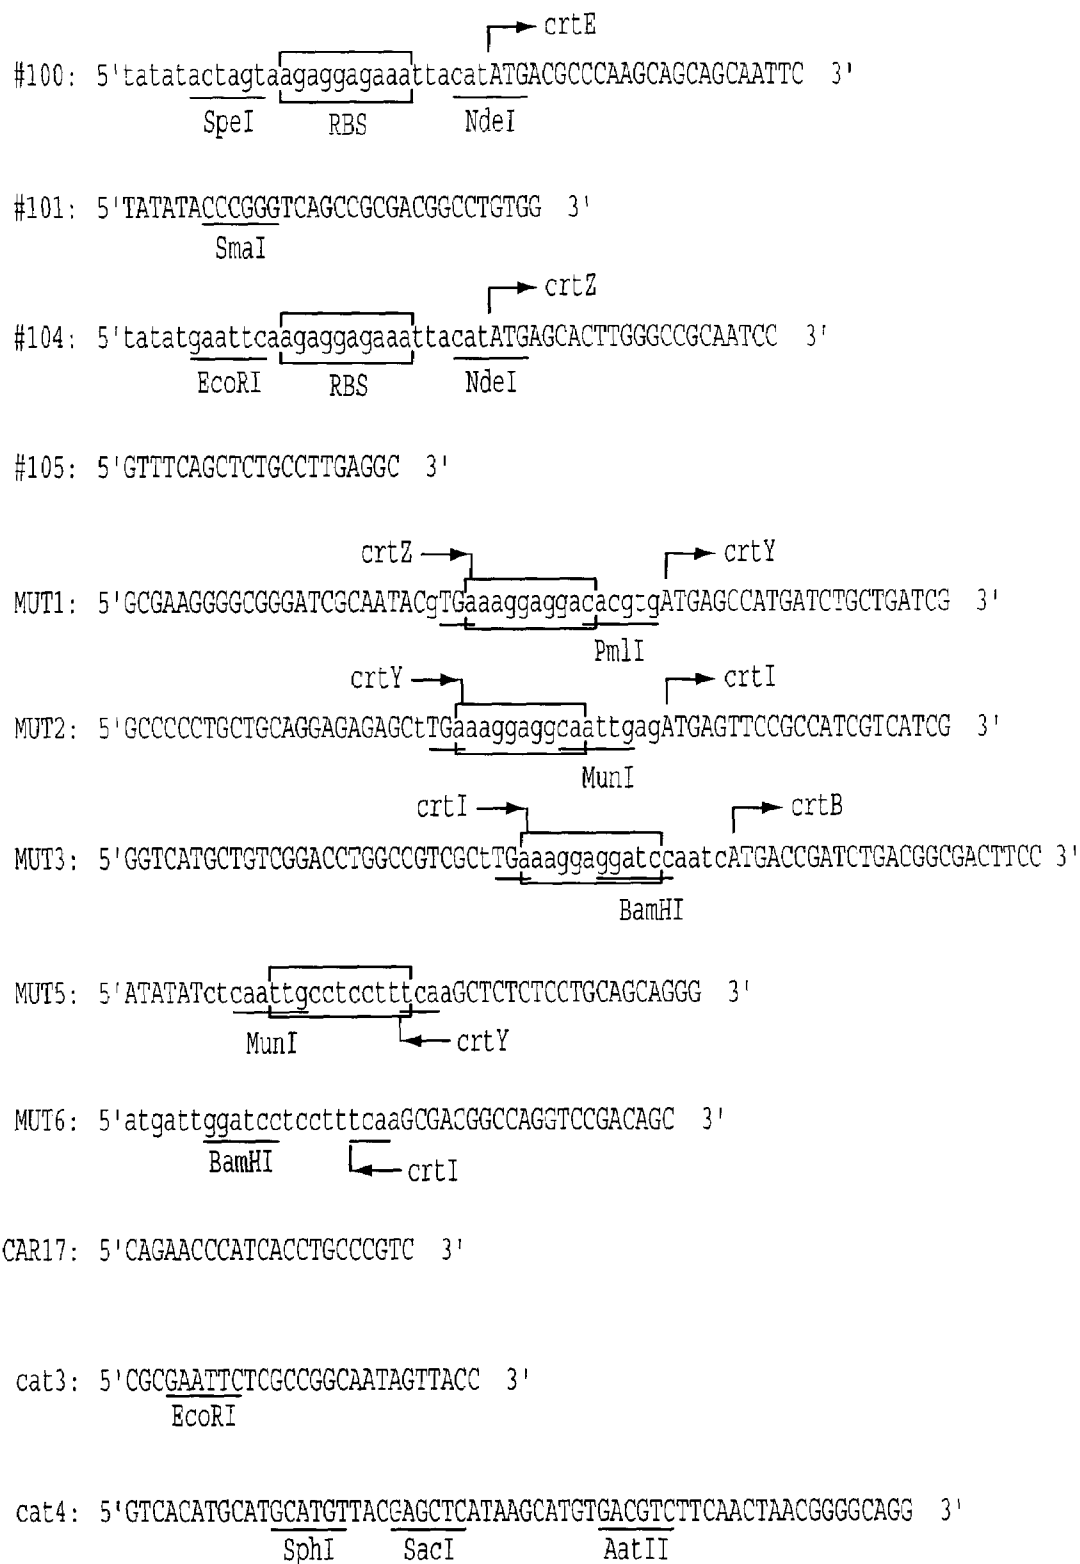 crtE
#100: 5'tatatactagtaagaggagaaattacatATGACGCCCAAGCAGCAGCAATTC 3'
SpeI RBS NdeI
#101: 5'TATATACCCGGGTCAGCCGCGACGGCCTGTGG 3'
SmaI
crtZ
#104: 5'tatatgaattcaagaggagaaattacatATGAGCACTTGGGCCGCAATCC 3'
EcoRI RBS NdeI
#105: 5'GTTTCAGCTCTGCCTTGAGGC 3'
crtZ crtY
MUT1: 5'GCGAAGGGGCGGGATCGCAATACgTGaaaggaggacacgtgATGAGCCATGATCTGCTGATCG 3'
PmlI
crtY crtI
MUT2: 5'GCCCCCTGCTGCAGGAGAGAGCtTGaaaggaggcaattgagATGAGTTCCGCCATCGTCATCG 3'
MunI
crtI crtB
MUT3: 5'GGTCATGCTGTCGGACCTGGCCGTCGCtTGaaaggaggatccaatcATGACCGATCTGACGGCGACTTCC 3'
BamHI
MUT5: 5'ATATATctcaattgcctcctttcaaGCTCTCTCCTGCAGCAGGG 3'
MunI crtY
MUT6: 5'atgattggatcctcctttcaaGCGACGGCCAGGTCCGACAGC 3'
BamHI crtI
CAR17: 5'CAGAACCCATCACCTGCCCGTC 3'
cat3: 5'CGCGAATTCTCGCCGGCAATAGTTACC 3'
EcoRI
cat4: 5'GTCACATGCATGCATGTTACGAGCTCATAAGCATGTGACGTCTTCAACTAACGGGGCAGG 3'
SphI SacI AatII